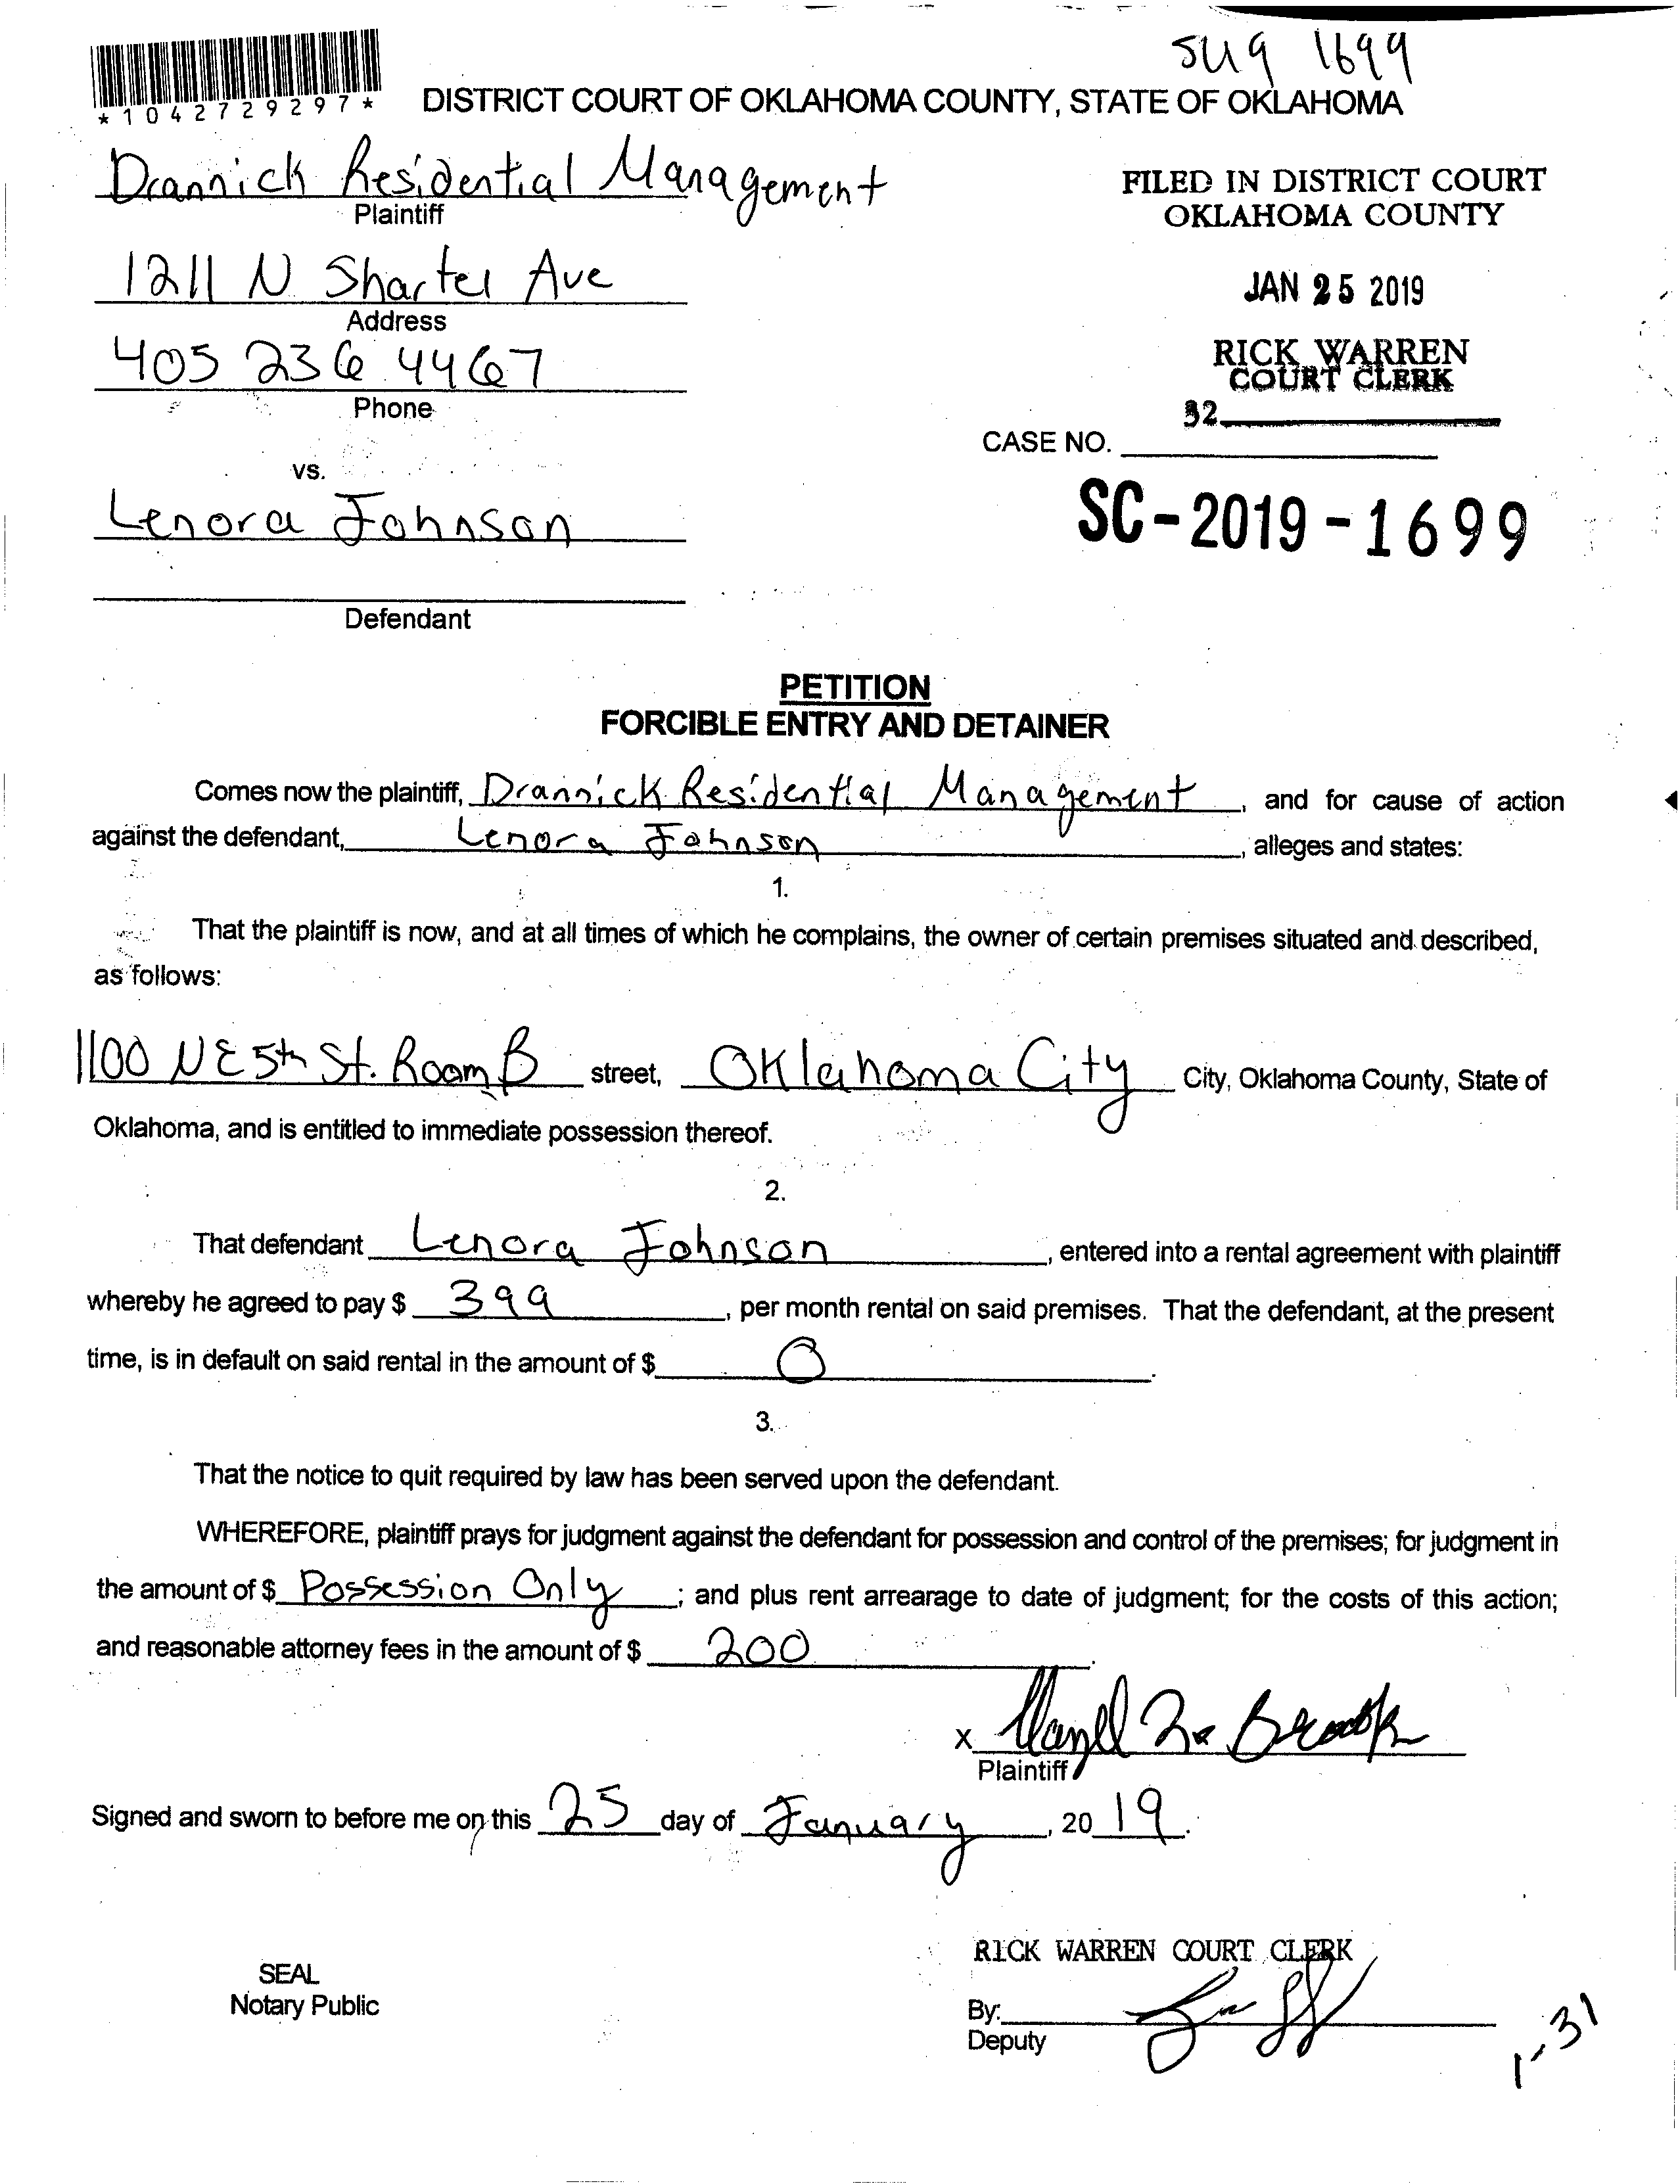 SU19 1699
*1042729297*
DISTRICT COURT OF OKLAHOMA COUNTY, STATE OF OKLAHOMA
Drannick Residential Management
Plaintiff
FILED IN DISTRICT COURT
OKLAHOMA COUNTY
1211 N Shartel Ave
Address
JAN 25 2019
405 236 4467
Phone
RICK WARREN
COURT CLERK
32
CASE NO.
vs.
Lenora Johnson
SC-2019-1699
Defendant
PETITION
FORCIBLE ENTRY AND DETAINER
Comes now the plaintiff, Drannick Residential Management, and for cause of action
against the defendant, Lenora Johnson, alleges and states:
1.
That the plaintiff is now, and at all times of which he complains, the owner of certain premises situated and described,
as follows:
1100 NE 5th St. Room B street, Oklahoma City City, Oklahoma County, State of
Oklahoma, and is entitled to immediate possession thereof.
2.
That defendant Lenora Johnson, entered into a rental agreement with plaintiff
whereby he agreed to pay $ 399, per month rental on said premises. That the defendant, at the present
time, is in default on said rental in the amount of $ 0.
3.
That the notice to quit required by law has been served upon the defendant.
WHEREFORE, plaintiff prays for judgment against the defendant for possession and control of the premises; for judgment in
the amount of $ Possession Only; and plus rent arrearage to date of judgment; for the costs of this action;
and reasonable attorney fees in the amount of $ 200.
X
Plaintiff
Signed and sworn to before me on this 25 day of January, 2019.
RICK WARREN COURT CLERK
SEAL
Notary Public
By:
Deputy
1-31